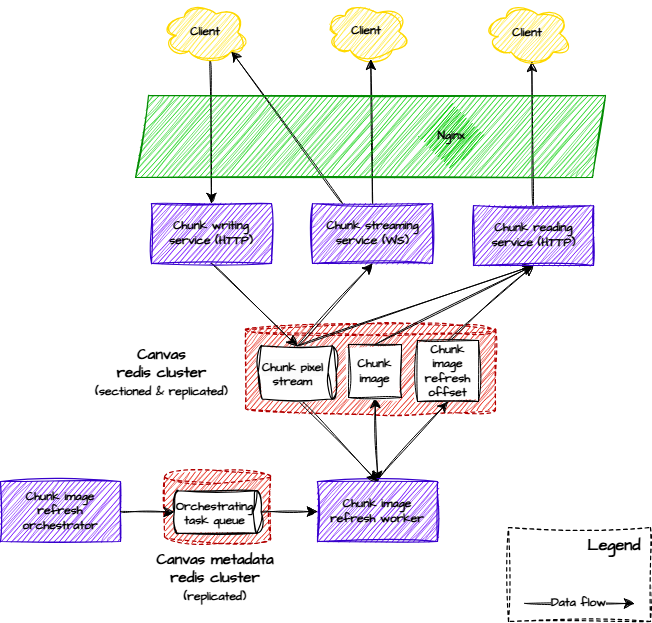 Client
Client
Client
Nginx
Chunk writing
service (HTTP)
Chunk streaming
service (WS)
Chunk reading
service (HTTP)
Canvas
redis cluster
(sectioned & replicated)
Chunk pixel
stream
Chunk
image
Chunk
image
refresh
offset
Chunk image
refresh
orchestrator
Orchestrating
task queue
Chunk image
refresh worker
Canvas metadata
redis cluster
(replicated)
Legend
Data flow